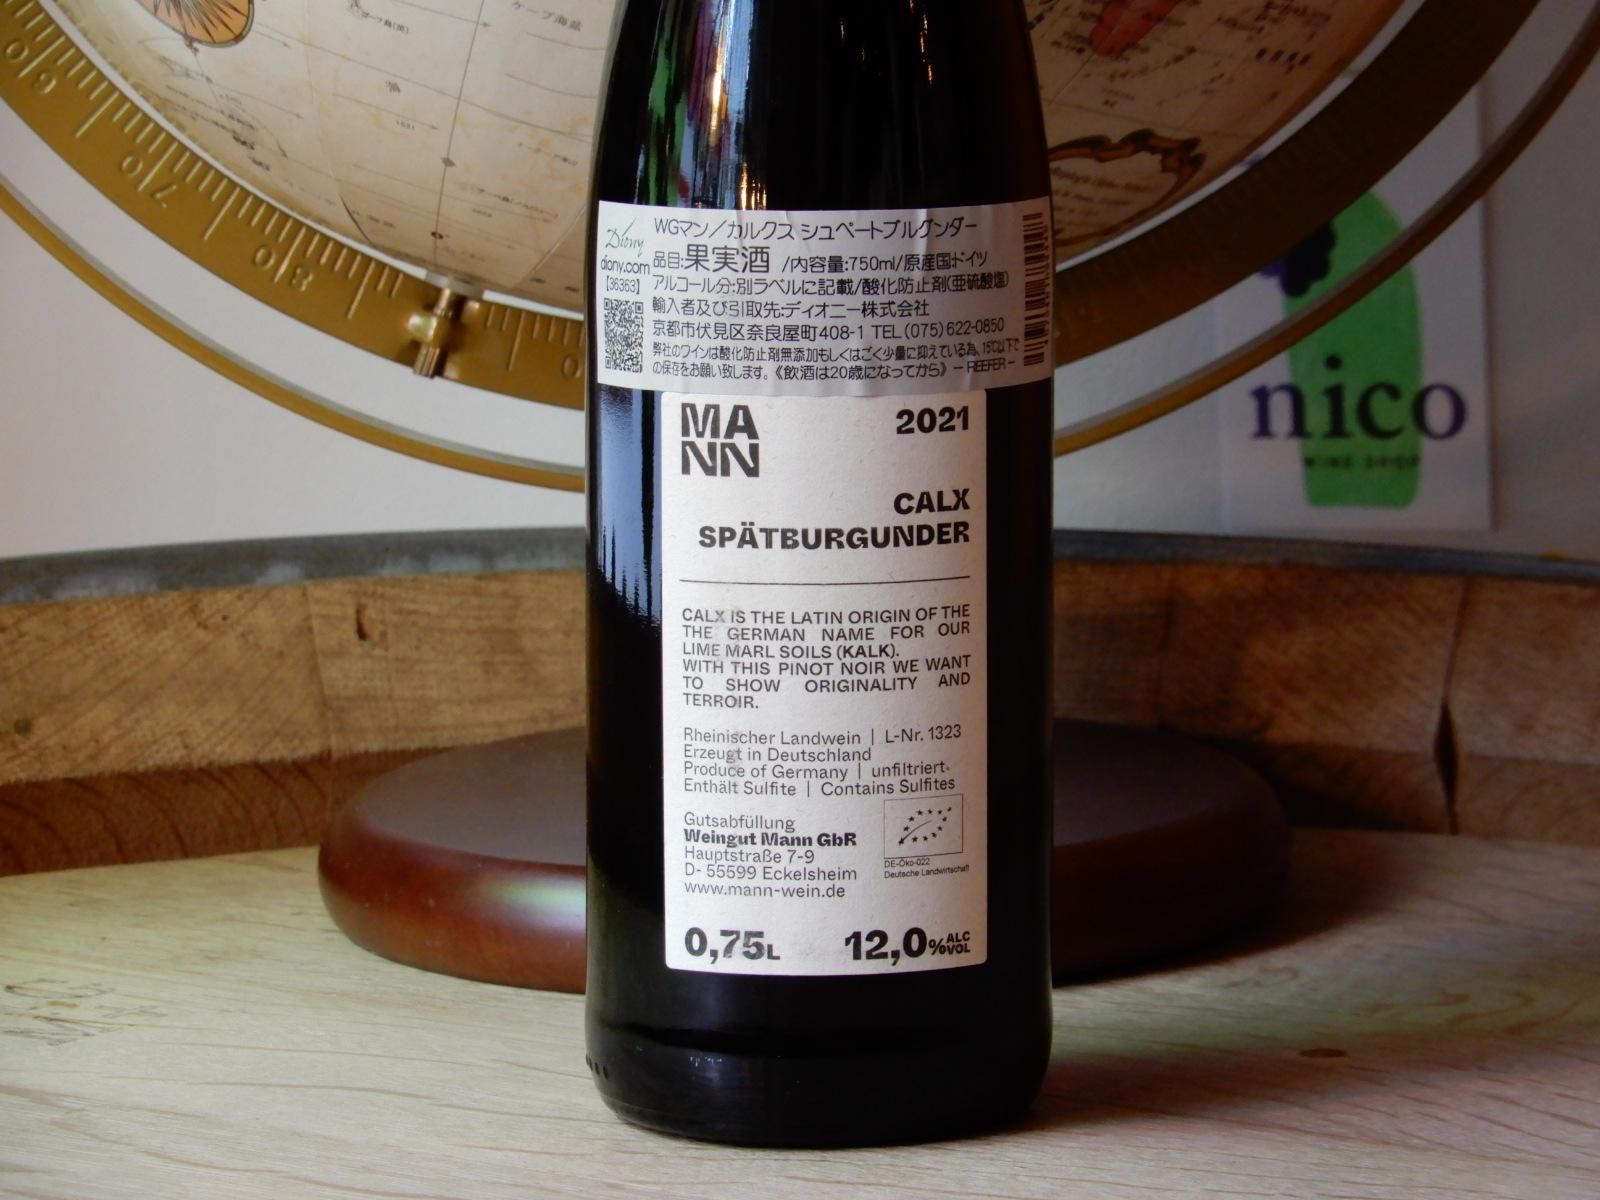 ケープ海盆
60
70
80
Diony
diony.com
【36363】
WGマン／カルクス シュペートブルグンダー
品目:果実酒 /内容量:750ml/原産国:ドイツ
アルコール分:別ラベルに記載/酸化防止剤(亜硫酸塩)
輸入者及び引取先:ディオニー株式会社
京都市伏見区奈良屋町408-1 TEL(075)622-0850
弊社のワインは酸化防止剤無添加もしくはごく少量に抑えている為、15℃以下で
の保存をお願い致します。《飲酒は20歳になってから》 ー REEFER ー
MA
NN
2021
CALX
SPÄTBURGUNDER
CALX IS THE LATIN ORIGIN OF THE
THE GERMAN NAME FOR OUR
LIME MARL SOILS (KALK).
WITH THIS PINOT NOIR WE WANT
TO SHOW ORIGINALITY AND
TERROIR.
Rheinischer Landwein | L-Nr. 1323
Erzeugt in Deutschland
Produce of Germany | unfiltriert
Enthält Sulfite | Contains Sulfites
Gutsabfüllung
Weingut Mann GbR
Hauptstraße 7-9
D- 55599 Eckelsheim
www.mann-wein.de
DE-Öko-022
Deutsche Landwirtschaft
0,75L
12,0%ALC VOL
nico
WINE SHOP